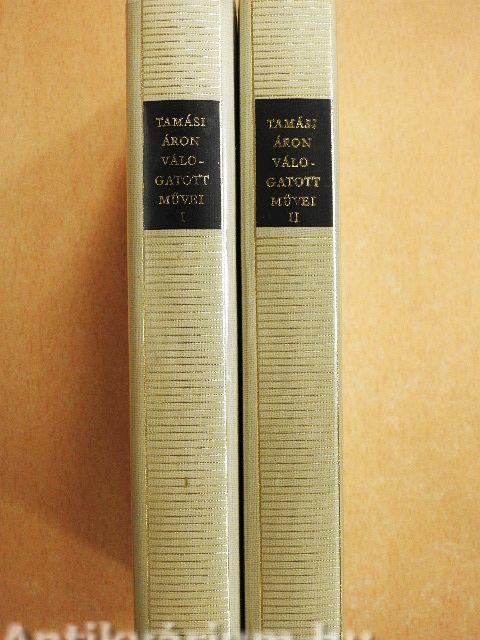 TAMÁSI
ÁRON
VÁLO-
GATOTT
MŰVEI
I
TAMÁSI
ÁRON
VÁLO-
GATOTT
MŰVEI
II